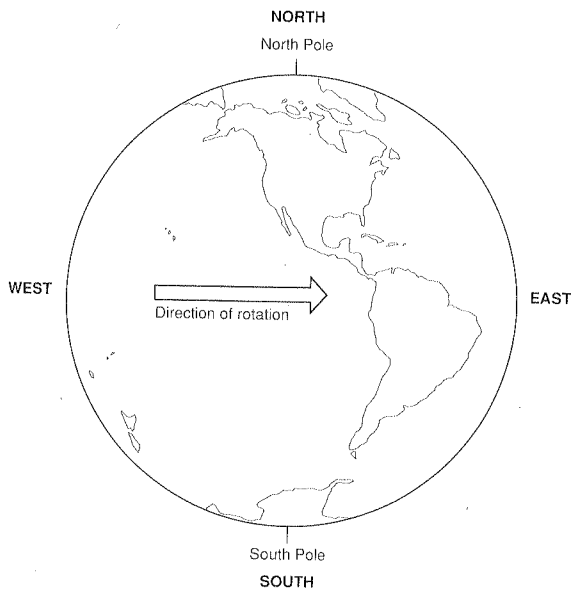 NORTH
North Pole
WEST
EAST
Direction of rotation
South Pole
SOUTH